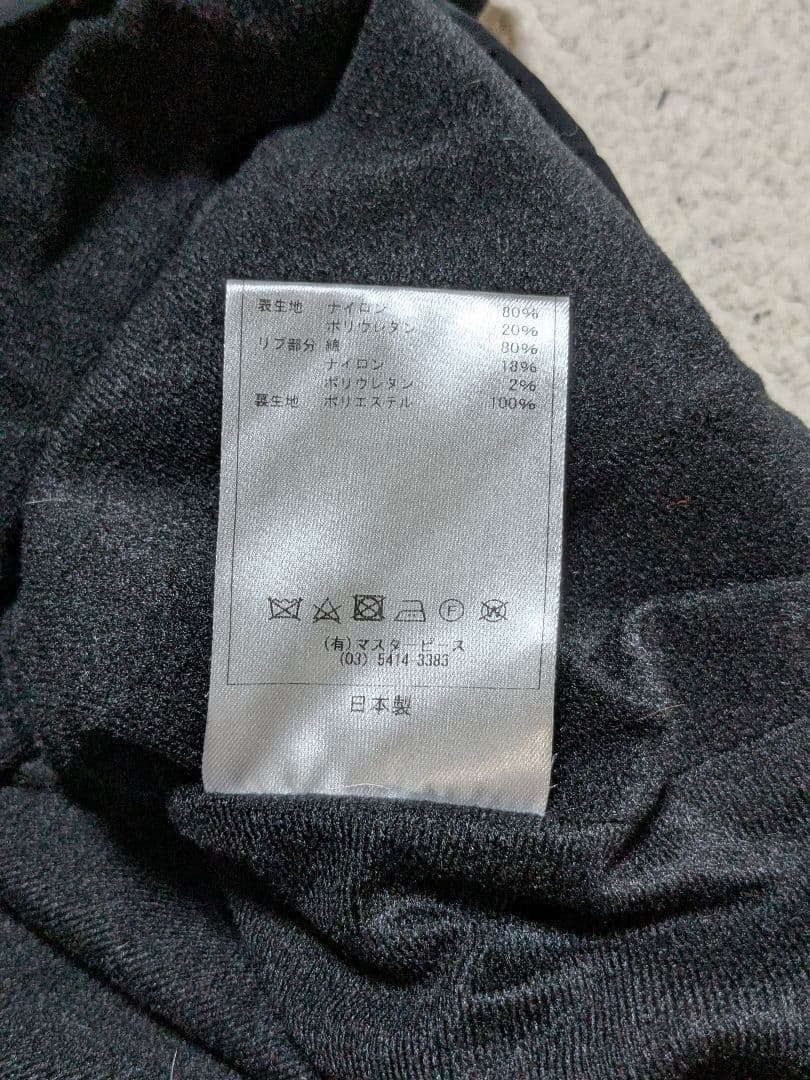 表生地 ナイロン 80%
ポリウレタン 20%
リブ部分 綿 80%
ナイロン 18%
ポリウレタン 2%
裏生地 ポリエステル 100%
F W
(有)マスターピース
(03) 5414-3383
日本製